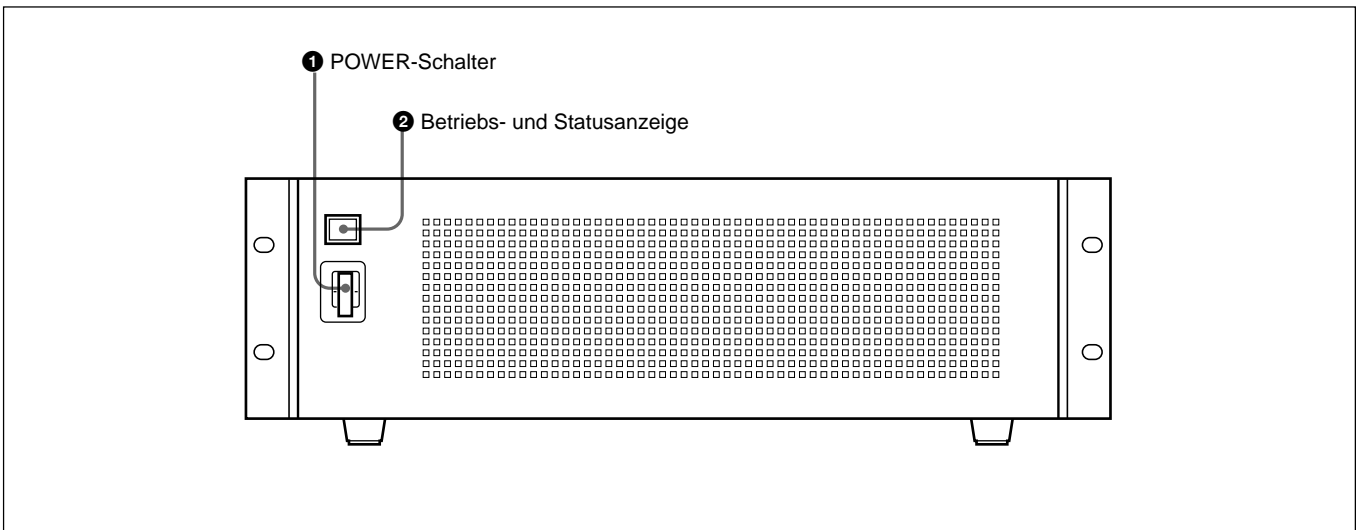 ❶ POWER-Schalter
❷ Betriebs- und Statusanzeige